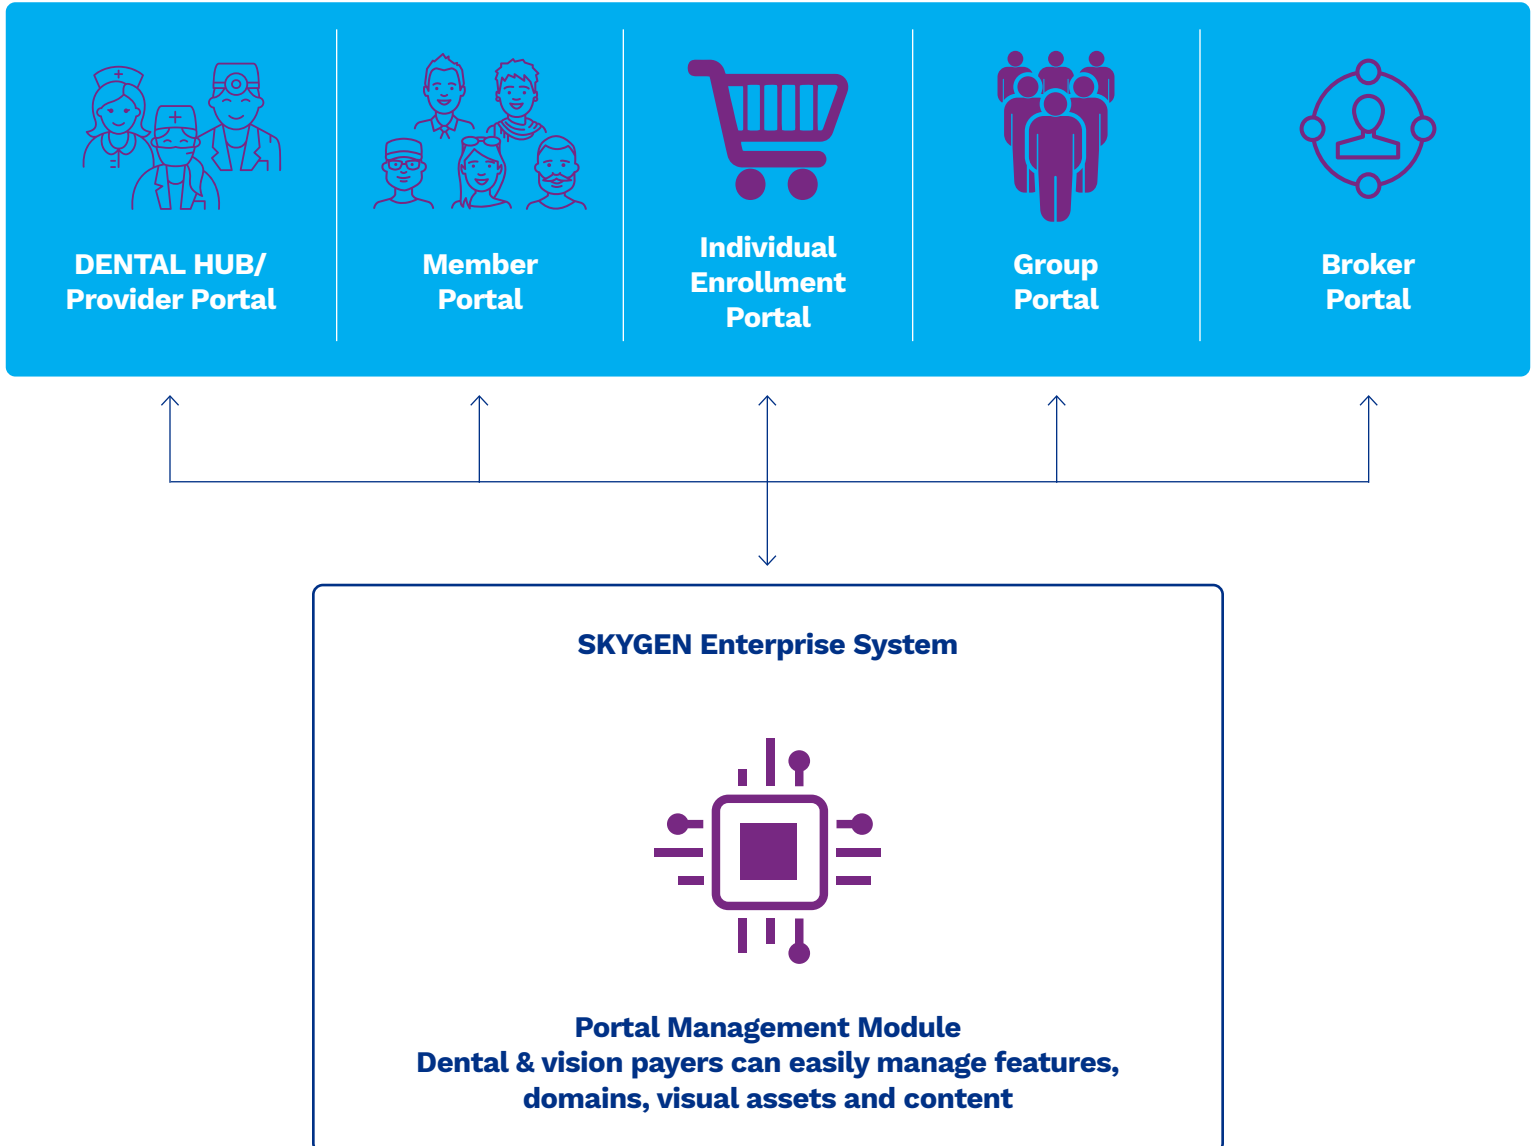 DENTAL HUB/
Provider Portal
Member
Portal
Individual
Enrollment
Portal
Group
Portal
Broker
Portal
SKYGEN Enterprise System
Portal Management Module
Dental & vision payers can easily manage features,
domains, visual assets and content